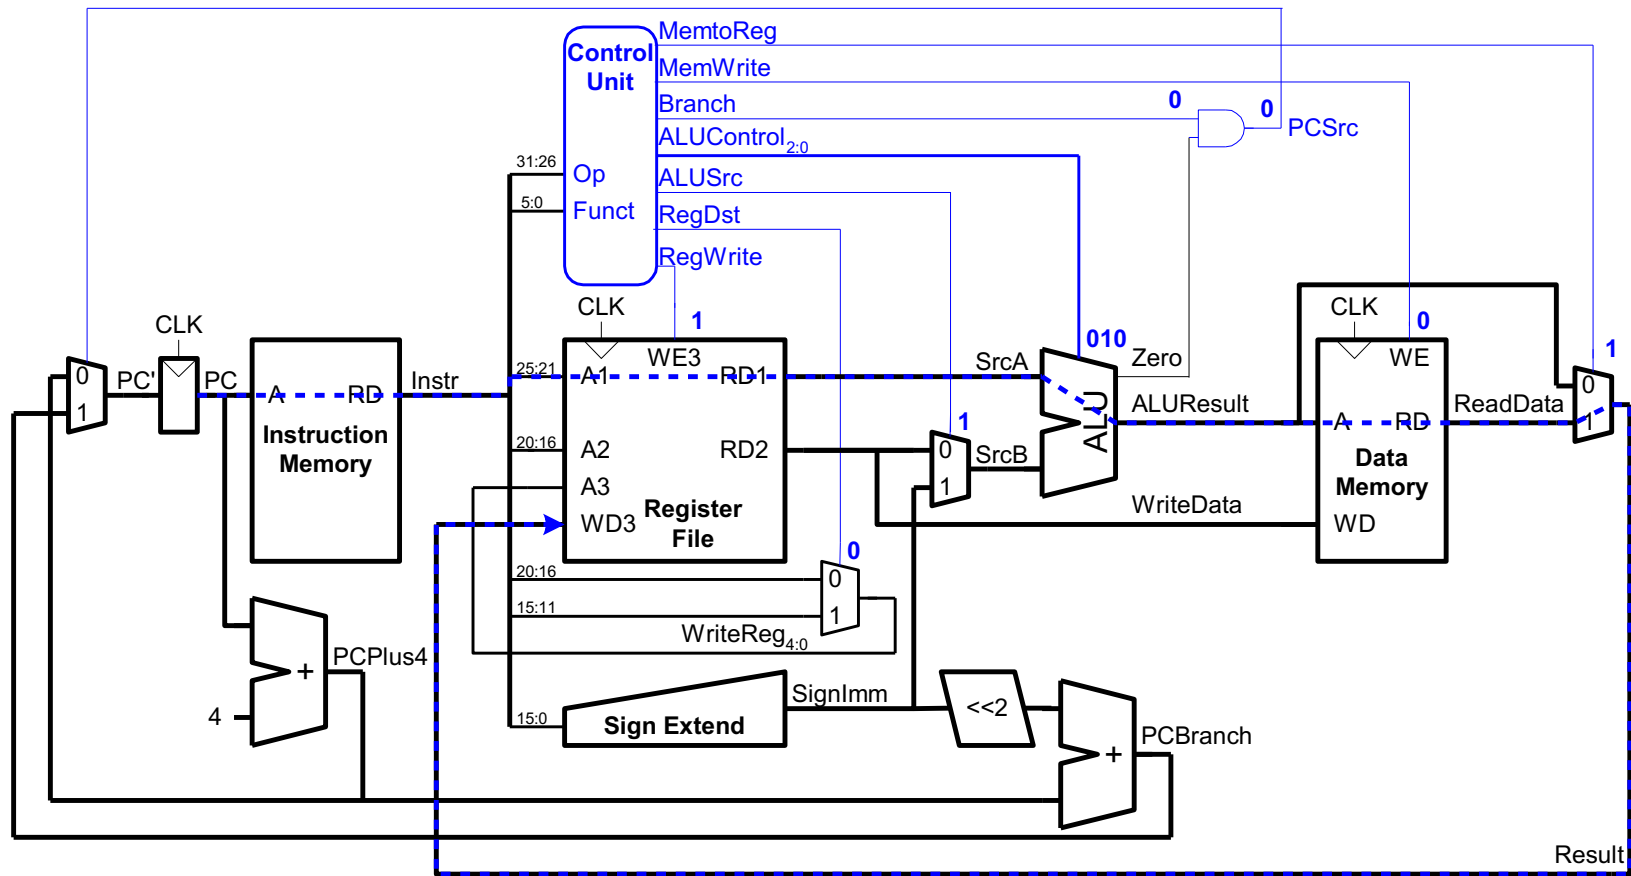 MemtoReg
Control
Unit
MemWrite
Branch
0
0
PCSrc
ALUControl2:0
31:26
Op
ALUSrc
5:0
Funct
RegDst
RegWrite
CLK
CLK
CLK
1
010
0
1
0
1
PC'
PC
A
RD
Instr
Instruction
Memory
25:21
A1
WE3
RD1
SrcA
Zero
ALU
ALUResult
WE
A
RD
ReadData
0
1
20:16
A2
RD2
1
0
1
SrcB
A3
WD3
Register
File
Data
Memory
WriteData
WD
0
20:16
0
15:11
1
WriteReg4:0
PCPlus4
+
4
SignImm
<<2
15:0
Sign Extend
+
PCBranch
Result